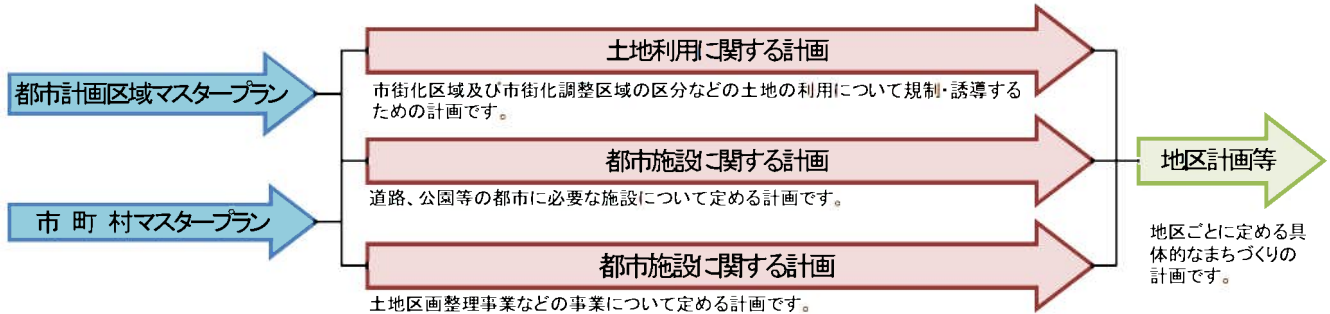 都市計画区域マスタープラン
市 町 村マスタープラン
土地利用に関する計画
市街化区域及び市街化調整区域の区分などの土地の利用について規制・誘導する
ための計画です。
都市施設に関する計画
道路、公園等の都市に必要な施設について定める計画です。
都市施設に関する計画
土地区画整理事業などの事業について定める計画です。
地区計画等
地区ごとに定める具
体的なまちづくりの
計画です。